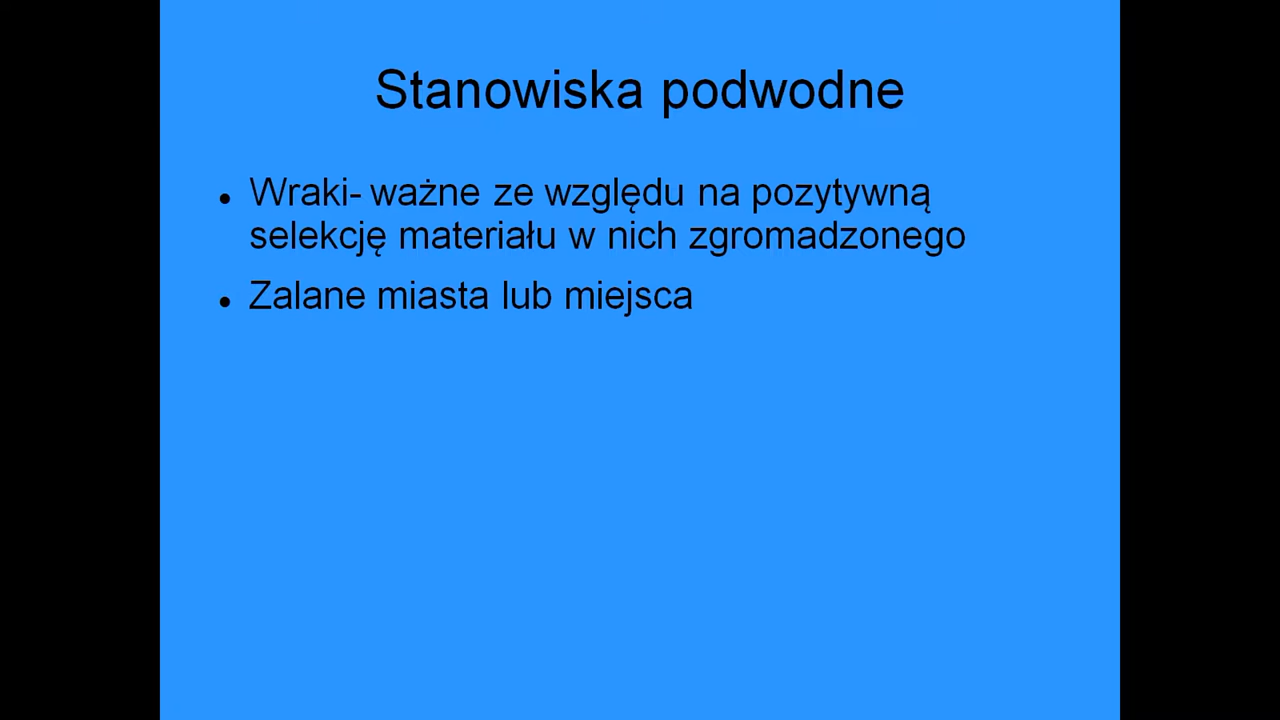 Stanowiska podwodne
• Wraki- ważne ze względu na pozytywną
selekcję materiału w nich zgromadzonego
• Zalane miasta lub miejsca